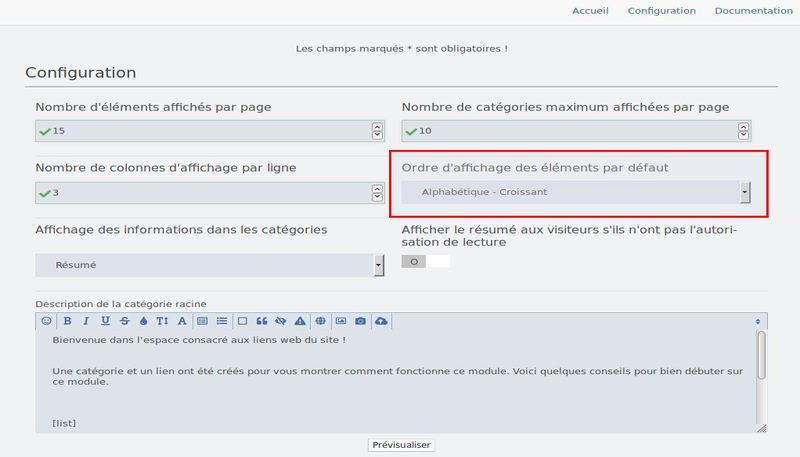 Accueil Configuration Documentation
Les champs marqués * sont obligatoires !
Configuration
Nombre d'éléments affichés par page
15
Nombre de catégories maximum affichées par page
10
Nombre de colonnes d'affichage par ligne
3
Ordre d'affichage des éléments par défaut
Alphabétique - Croissant
Affichage des informations dans les catégories
Résumé
Afficher le résumé aux visiteurs s'ils n'ont pas l'autori-
sation de lecture
O
Description de la catégorie racine
B I U S T A
Bienvenue dans l'espace consacré aux liens web du site !
Une catégorie et un lien ont été créés pour vous montrer comment fonctionne ce module. Voici quelques conseils pour bien débuter sur
ce module.
[list]
Prévisualiser